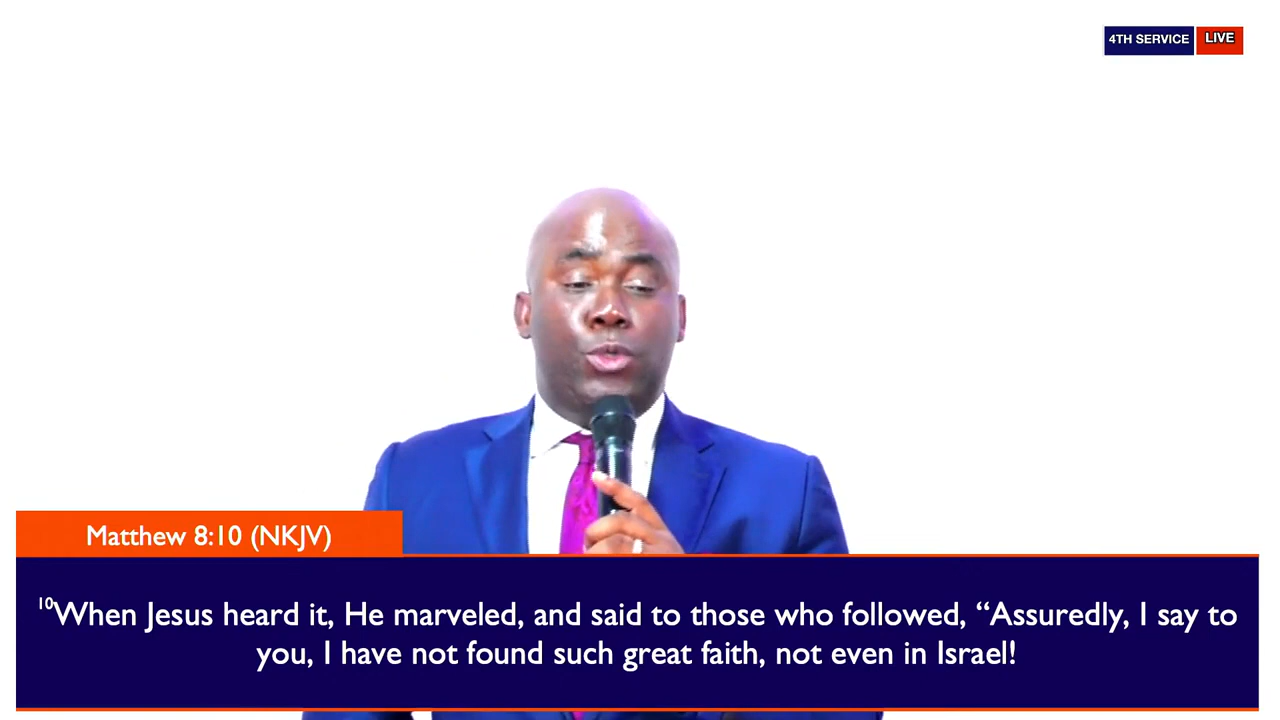 4TH SERVICE LIVE
Matthew 8:10 (NKJV)
10When Jesus heard it, He marveled, and said to those who followed, “Assuredly, I say to
you, I have not found such great faith, not even in Israel!